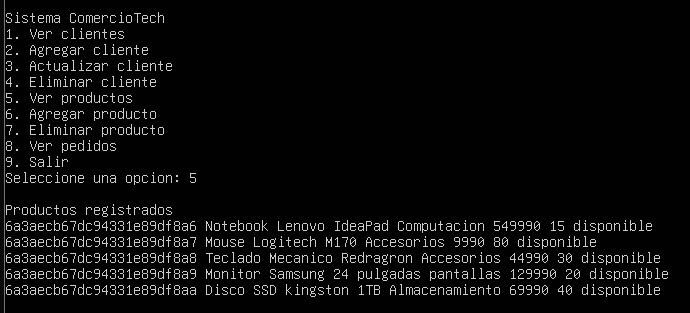 Sistema ComercioTech
1. Ver clientes
2. Agregar cliente
3. Actualizar cliente
4. Eliminar cliente
5. Ver productos
6. Agregar producto
7. Eliminar producto
8. Ver pedidos
9. Salir
Seleccione una opcion: 5
Productos registrados
6a3aecb67dc94331e89df8a6 Notebook Lenovo IdeaPad Computacion 549990 15 disponible
6a3aecb67dc94331e89df8a7 Mouse Logitech M170 Accesorios 9990 80 disponible
6a3aecb67dc94331e89df8a8 Teclado Mecanico Redragron Accesorios 44990 30 disponible
6a3aecb67dc94331e89df8a9 Monitor Samsung 24 pulgadas pantallas 129990 20 disponible
6a3aecb67dc94331e89df8aa Disco SSD kingston 1TB Almacenamiento 69990 40 disponible